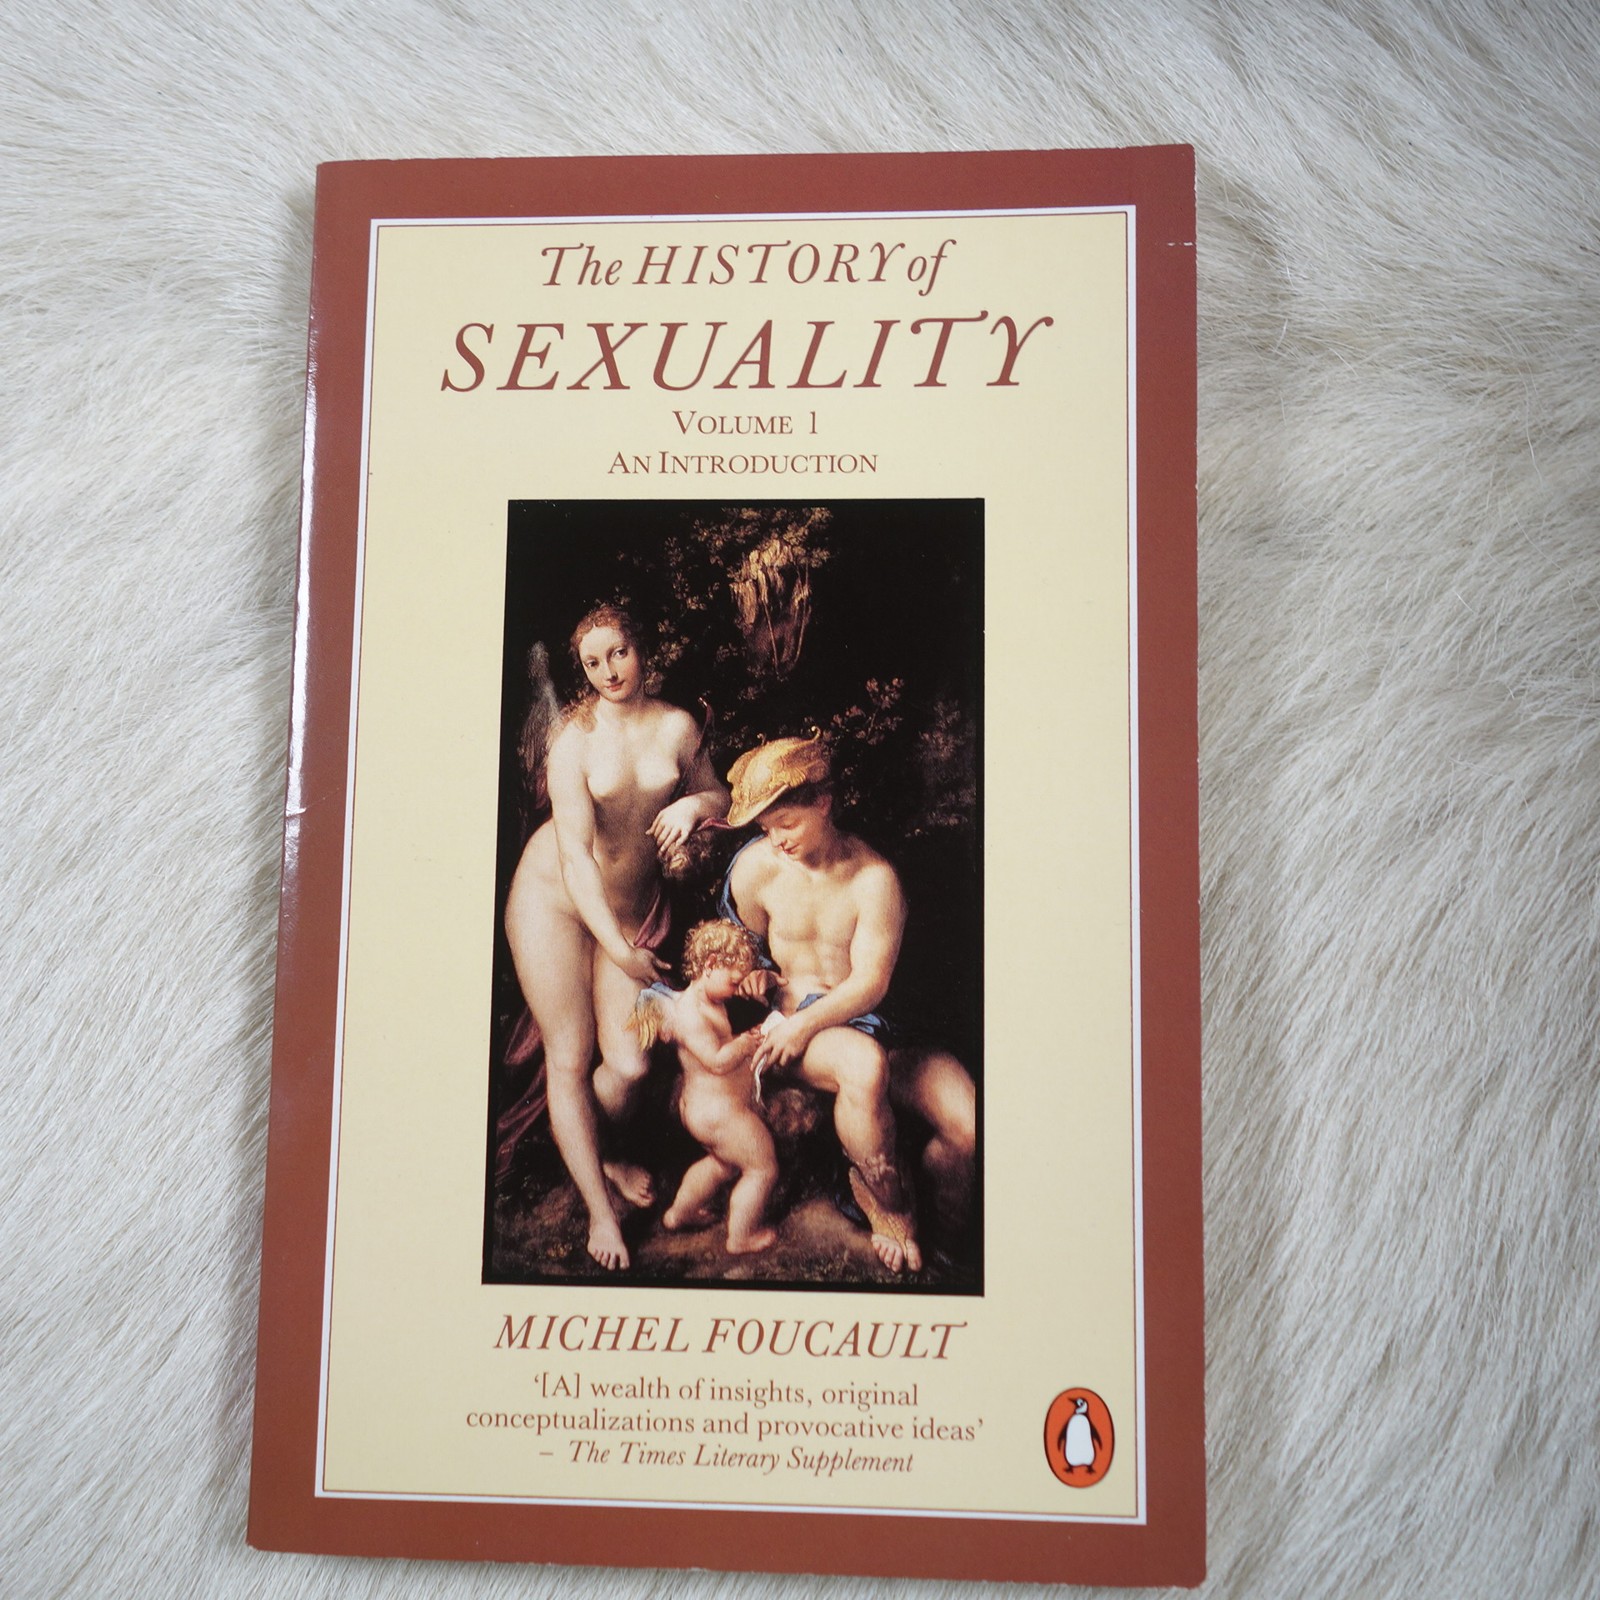 The HISTORY of
SEXUALITY
VOLUME 1
AN INTRODUCTION
MICHEL FOUCAULT
‘[A] wealth of insights, original
conceptualizations and provocative ideas’
– The Times Literary Supplement